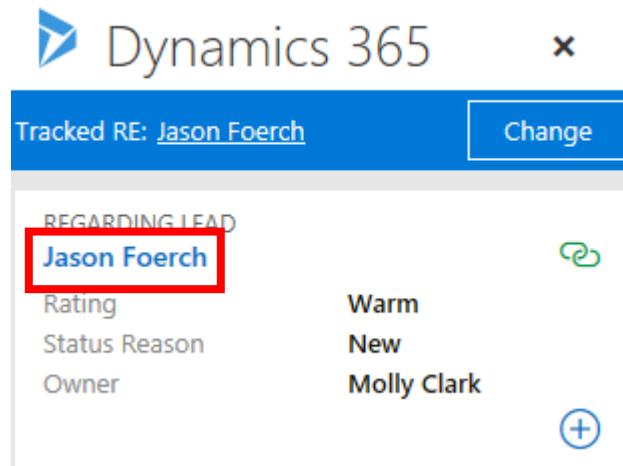 Dynamics 365
Tracked RE: Jason Foerch Change
REGARDING LEAD
Jason Foerch
Rating Warm
Status Reason New
Owner Molly Clark